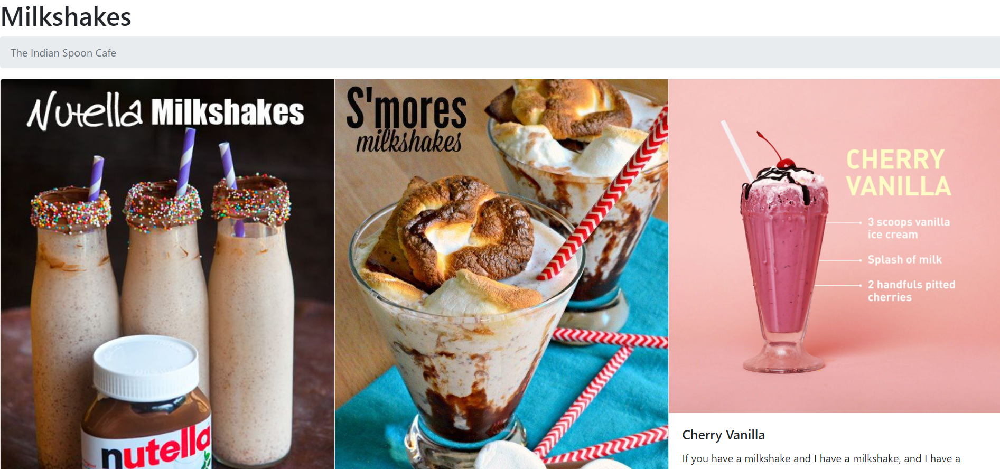 Milkshakes
The Indian Spoon Cafe
Nutella Milkshakes
nutella
S'mores
milkshakes
CHERRY
VANILLA
3 scoops vanilla
ice cream
Splash of milk
2 handfuls pitted
cherries
Cherry Vanilla
If you have a milkshake and I have a milkshake, and I have a